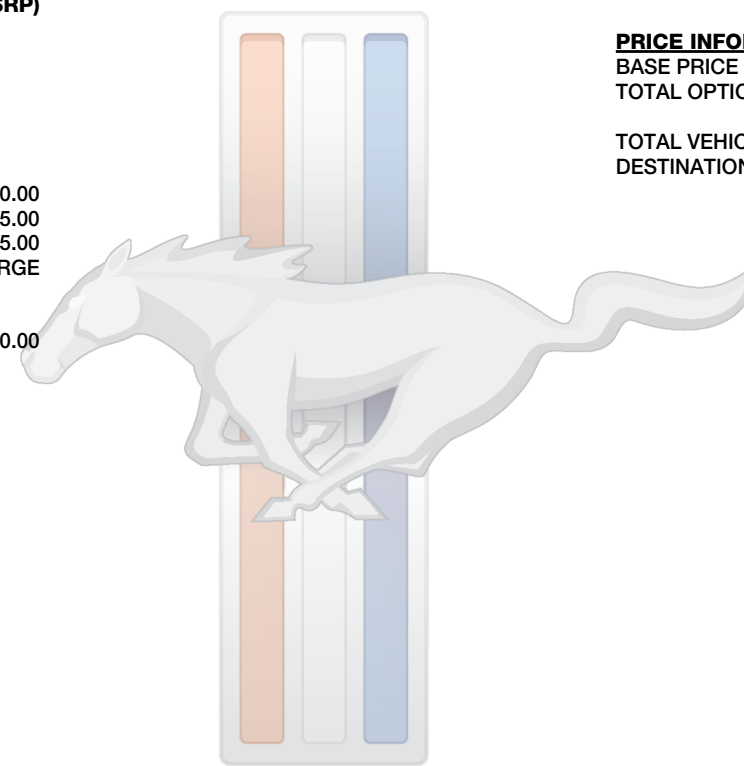 SRP)
0.00
5.00
5.00
RGE
0.00
PRICE INFO
BASE PRICE
TOTAL OPTIO
TOTAL VEHIC
DESTINATION